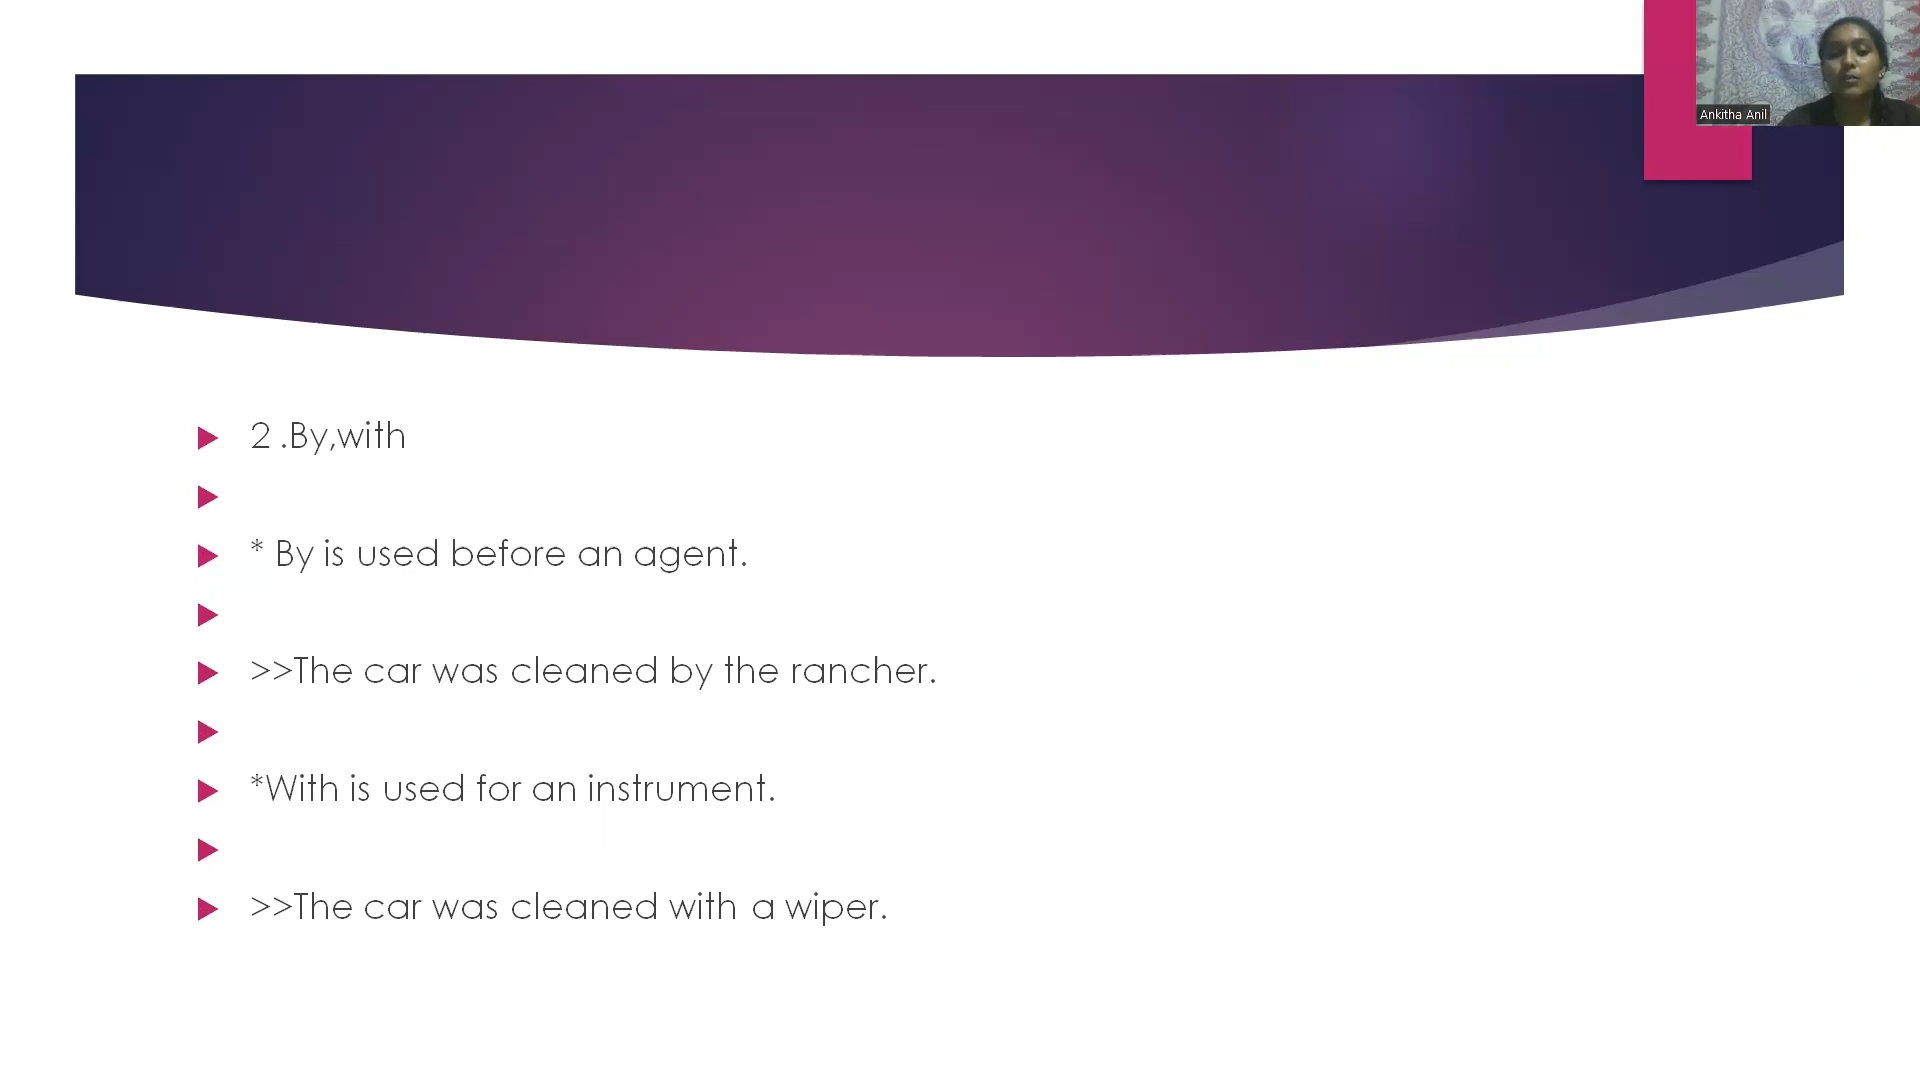 Ankitha Anil
2 .By,with
* By is used before an agent.
>>The car was cleaned by the rancher.
*With is used for an instrument.
>>The car was cleaned with a wiper.